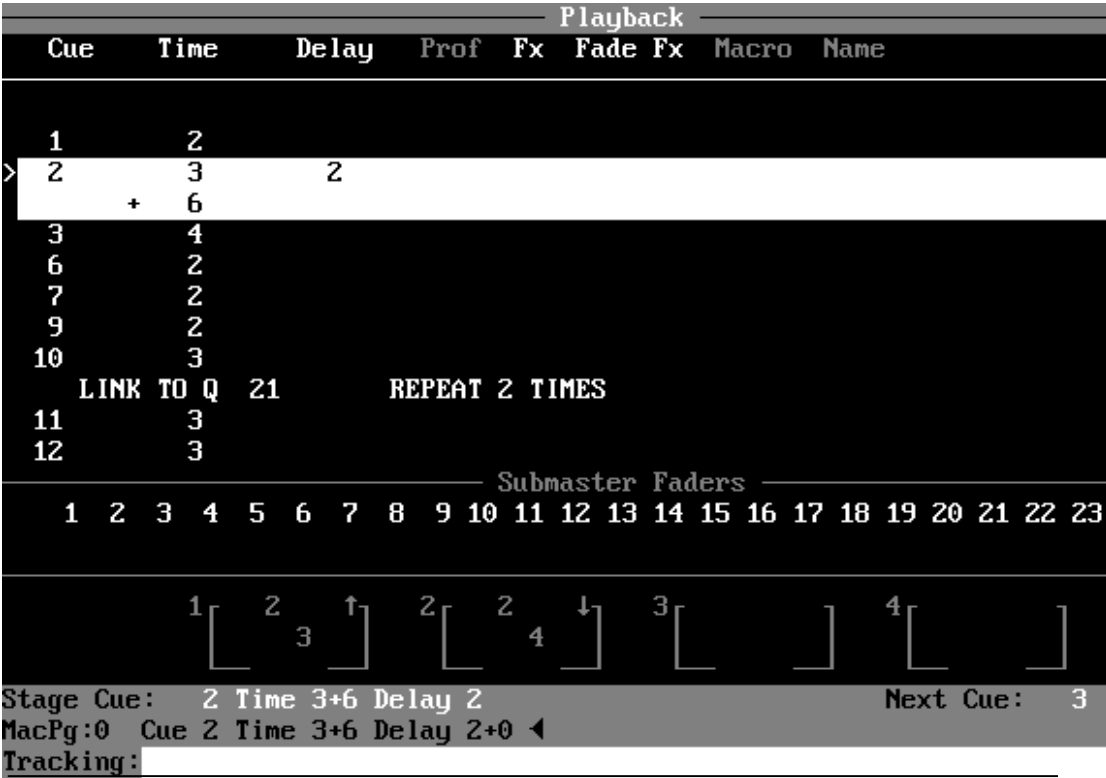 Playback
Cue Time Delay Prof Fx Fade Fx Macro Name
1 2
> 2 3 2
+ 6
3 4
6 2
7 2
9 2
10 3
LINK TO Q 21 REPEAT 2 TIMES
11 3
12 3
Submaster Faders
1 2 3 4 5 6 7 8 9 10 11 12 13 14 15 16 17 18 19 20 21 22 23
1 2 ↑ 2 2 ↓ 3 4
3 4
Stage Cue: 2 Time 3+6 Delay 2 Next Cue: 3
MacPg:0 Cue 2 Time 3+6 Delay 2+0 ◄
Tracking: